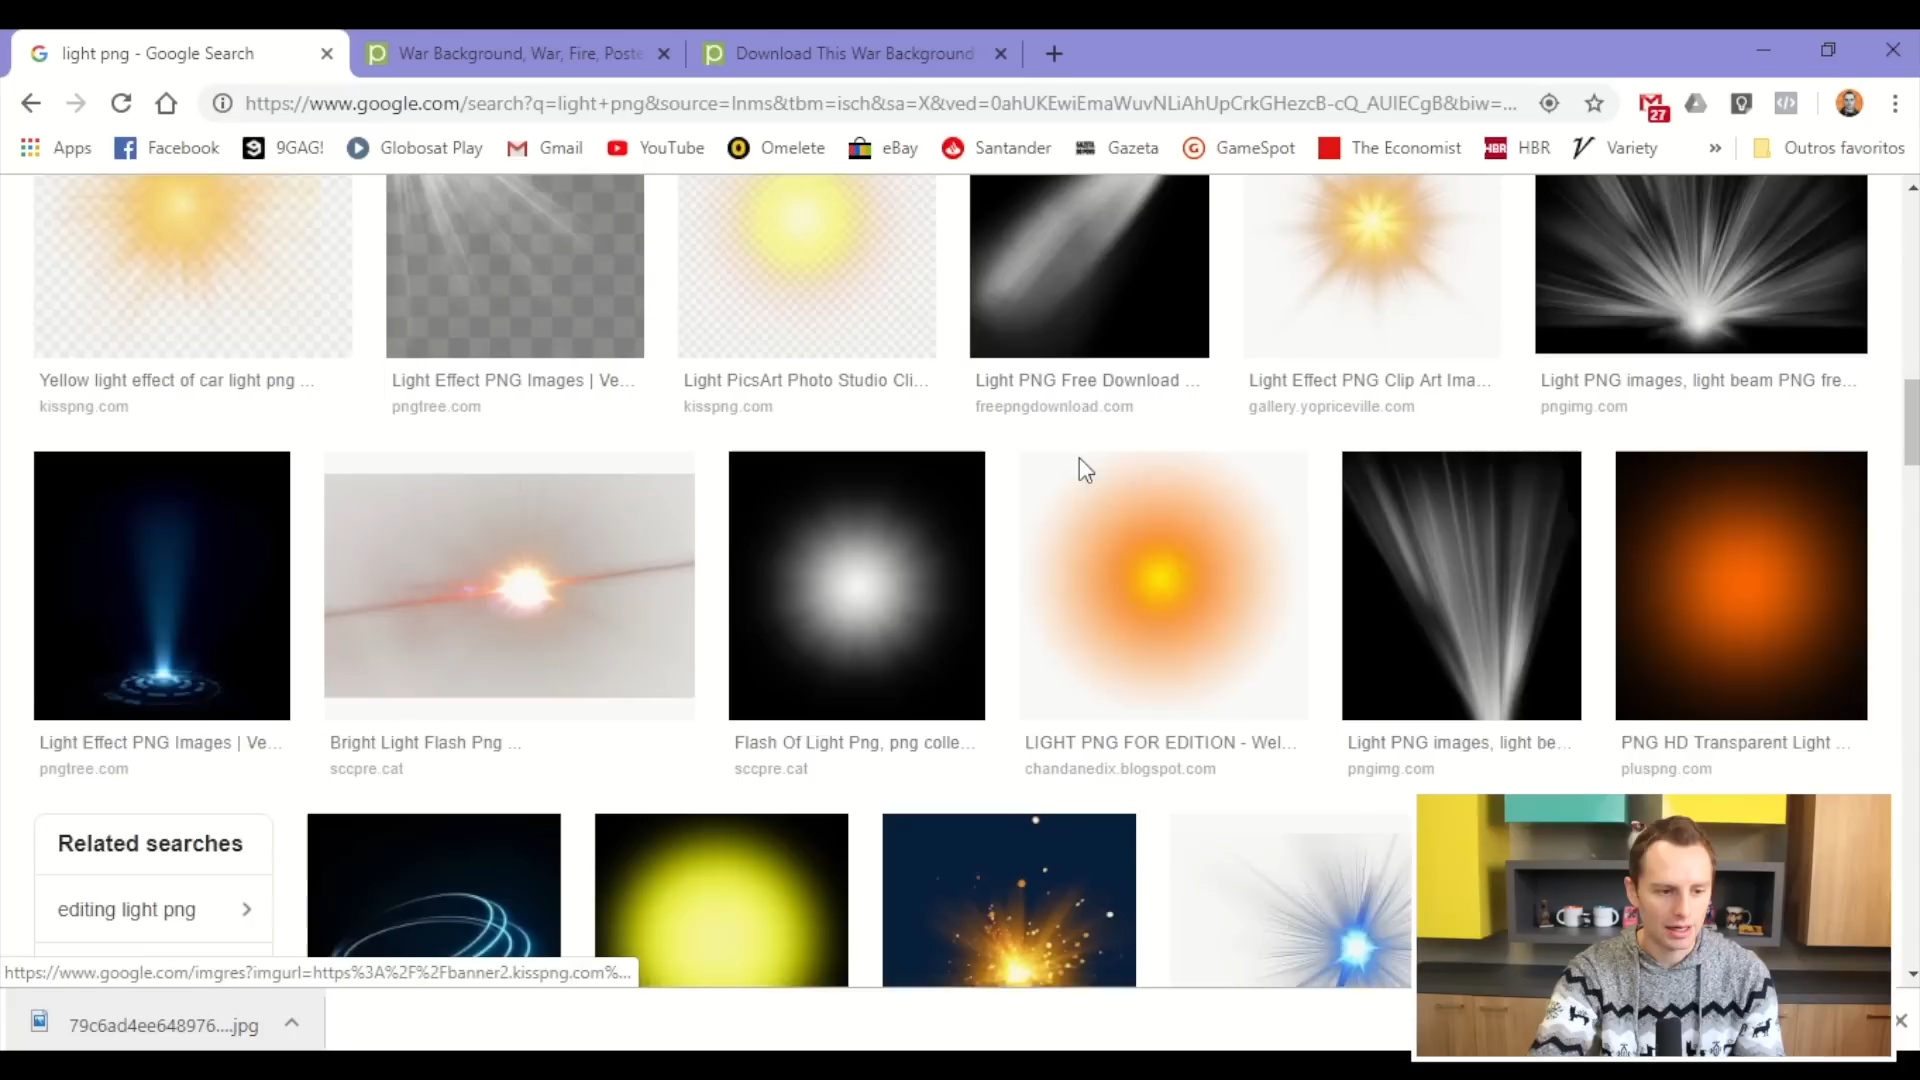 light png - Google Search
War Background, War, Fire, Poste
Download This War Background
https://www.google.com/search?q=light+png&source=lnms&tbm=isch&sa=X&ved=0ahUKEwiEmaWuvNLiAhUpCrkGHezcB-cQ_AUIECgB&biw=...
27
Apps
Facebook
9GAG!
Globosat Play
Gmail
YouTube
Omelete
eBay
Santander
Gazeta
GameSpot
The Economist
HBR
HBR
Variety
»
Outros favoritos
Yellow light effect of car light png ...
kisspng.com
Light Effect PNG Images | Ve...
pngtree.com
Light PicsArt Photo Studio Cli...
kisspng.com
Light PNG Free Download ...
freepngdownload.com
Light Effect PNG Clip Art Ima...
gallery.yopriceville.com
Light PNG images, light beam PNG fre...
pngimg.com
Light Effect PNG Images | Ve...
pngtree.com
Bright Light Flash Png ...
sccpre.cat
Flash Of Light Png, png colle...
sccpre.cat
LIGHT PNG FOR EDITION - Wel...
chandanedix.blogspot.com
Light PNG images, light be...
pngimg.com
PNG HD Transparent Light ...
pluspng.com
Related searches
editing light png
https://www.google.com/imgres?imgurl=https%3A%2F%2Fbanner2.kisspng.com%...
79c6ad4ee648976....jpg